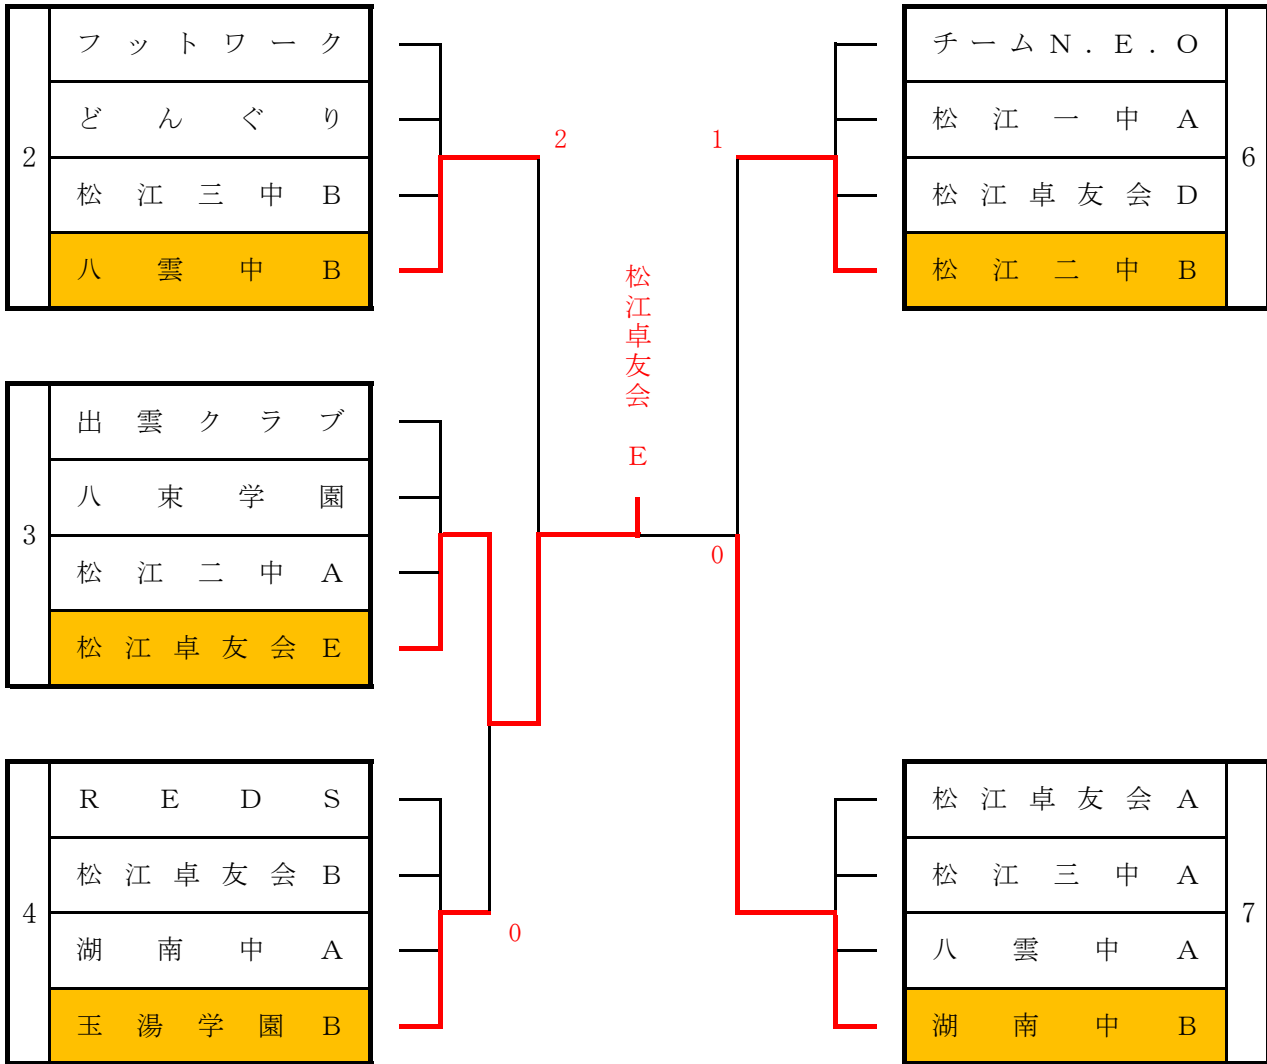 2
フットワーク
どんぐり
松江三中B
八雲中B
3
出雲クラブ
八束学園
松江二中A
松江卓友会E
4
REDS
松江卓友会B
湖南中A
玉湯学園B
2
0
松江卓友会 E
1
0
チームN.E.O
松江一中A
松江卓友会D
松江二中B
6
松江卓友会A
松江三中A
八雲中A
湖南中B
7